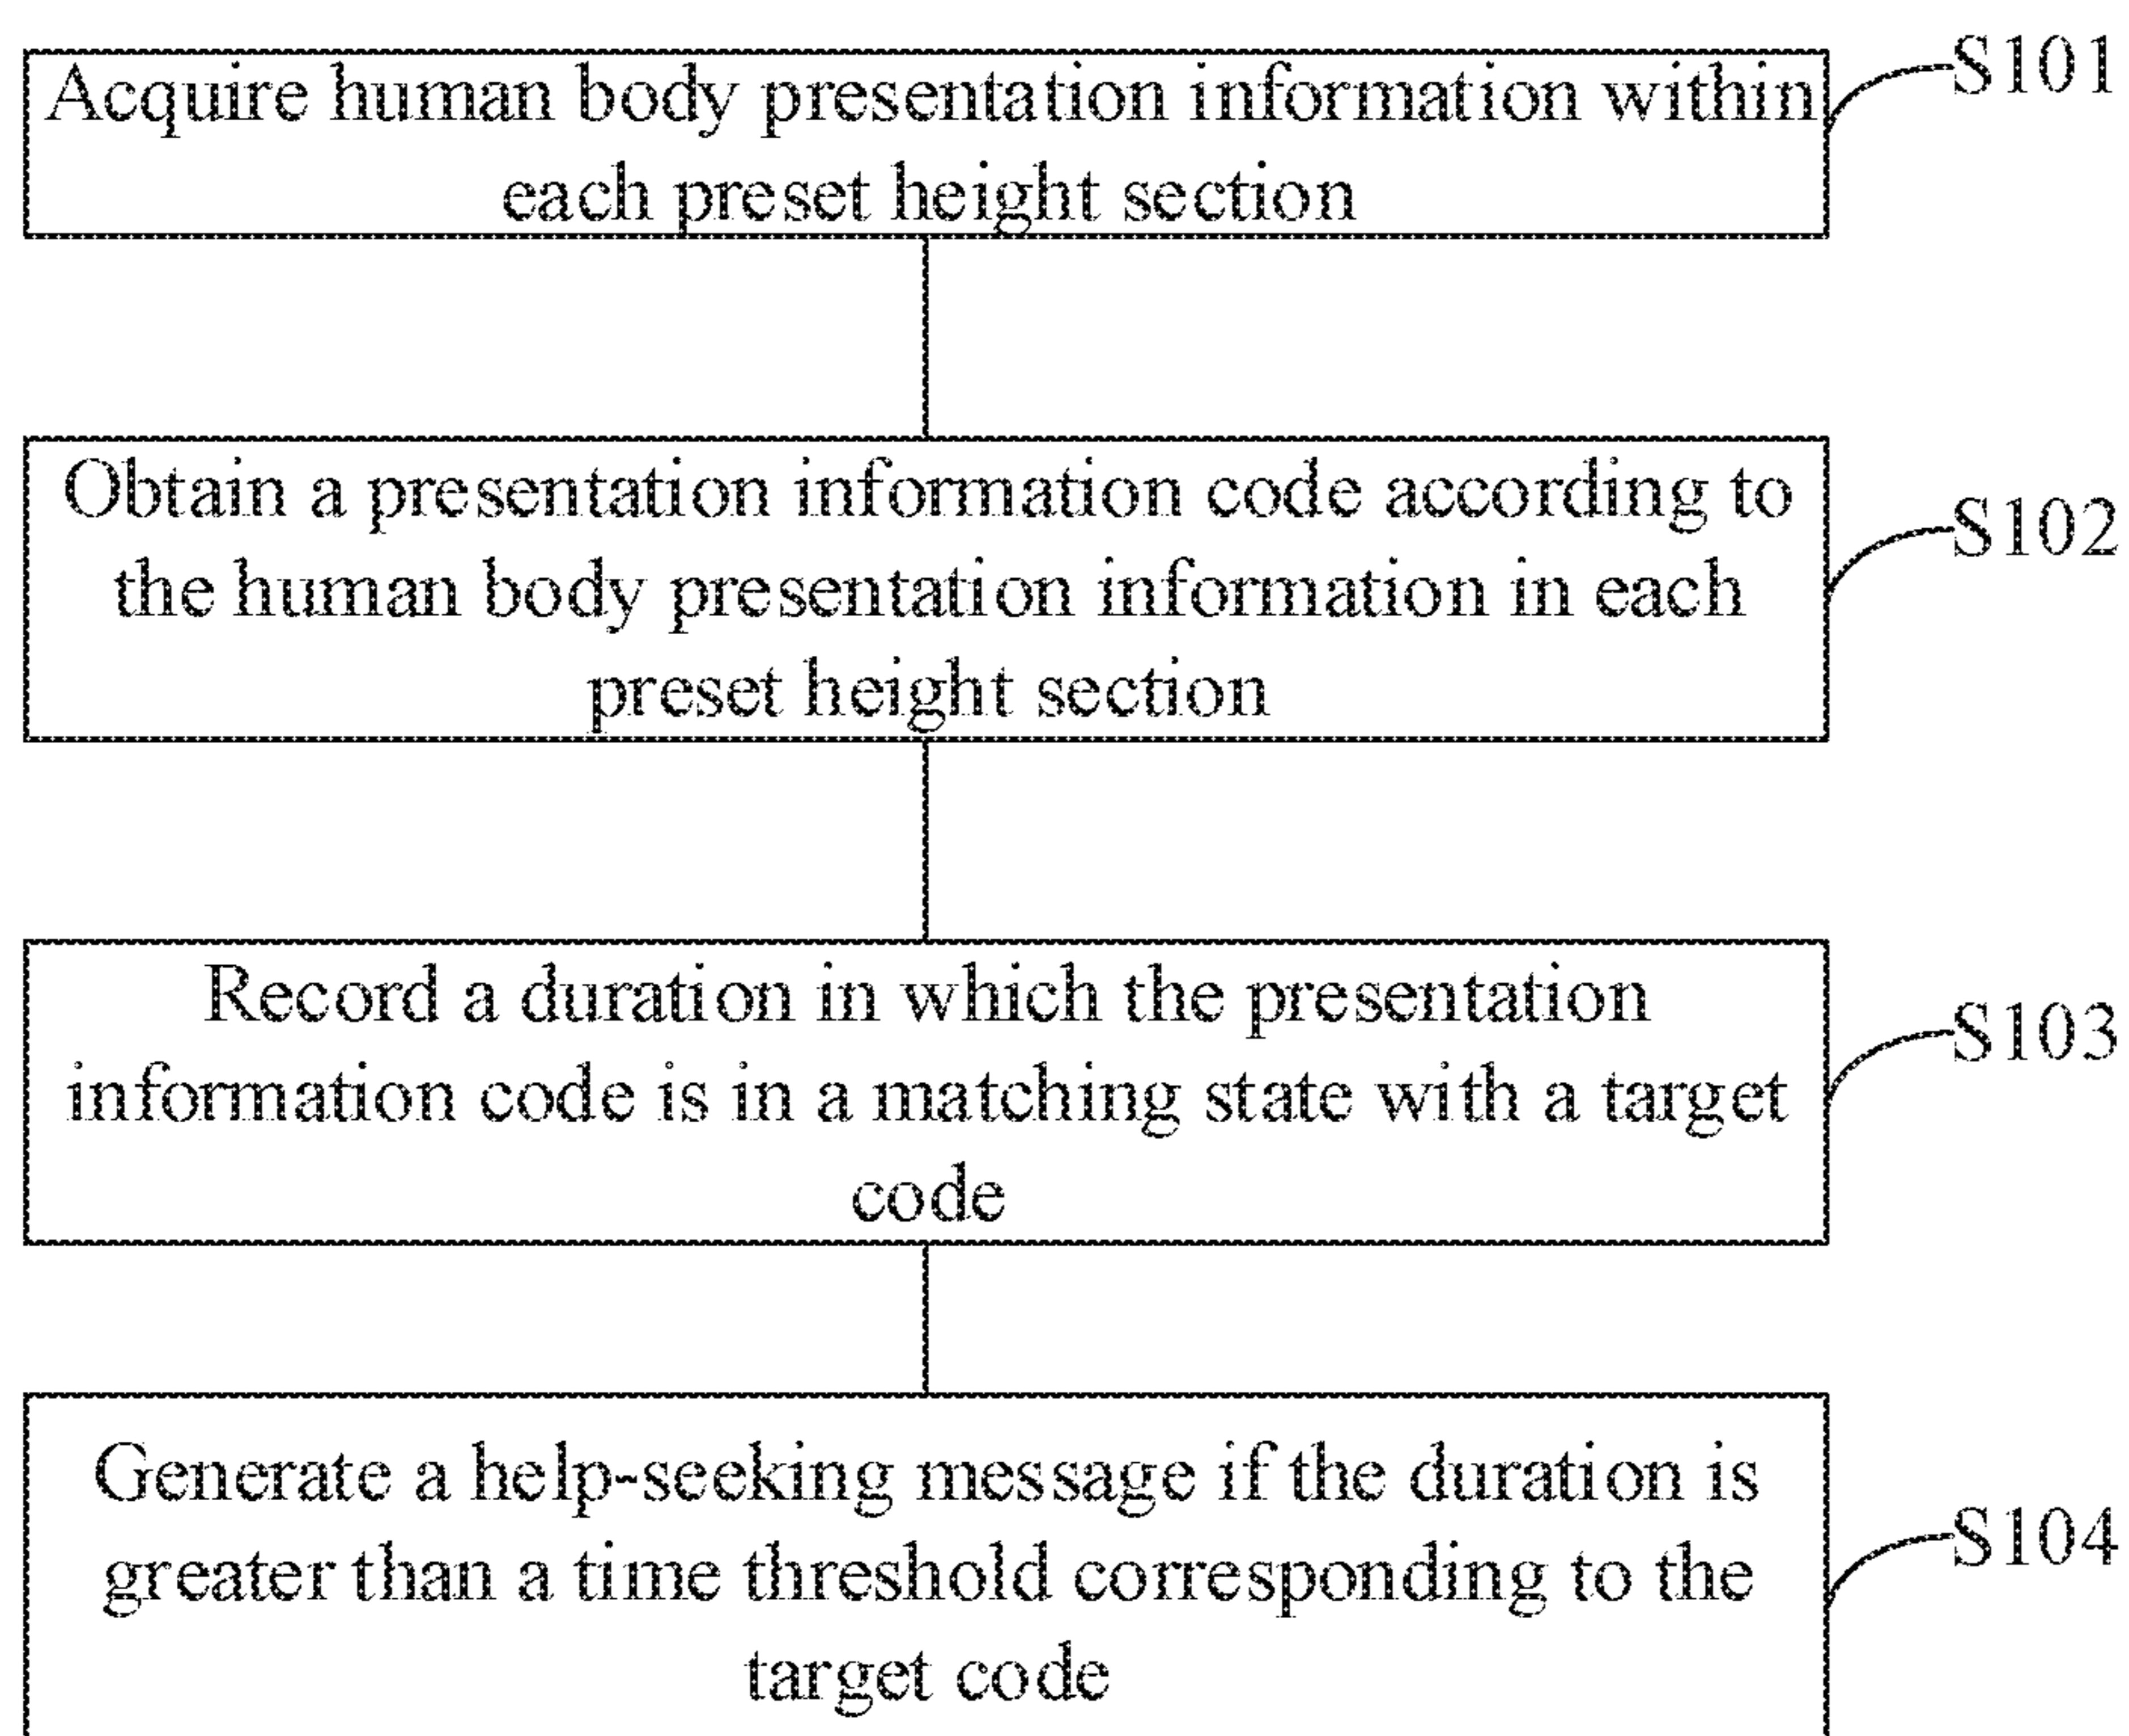 Acquire human body presentation information within
each preset height section
S101
Obtain a presentation information code according to
the human body presentation information in each
preset height section
S102
Record a duration in which the presentation
information code is in a matching state with a target
code
S103
Generate a help-seeking message if the duration is
greater than a time threshold corresponding to the
target code
S104